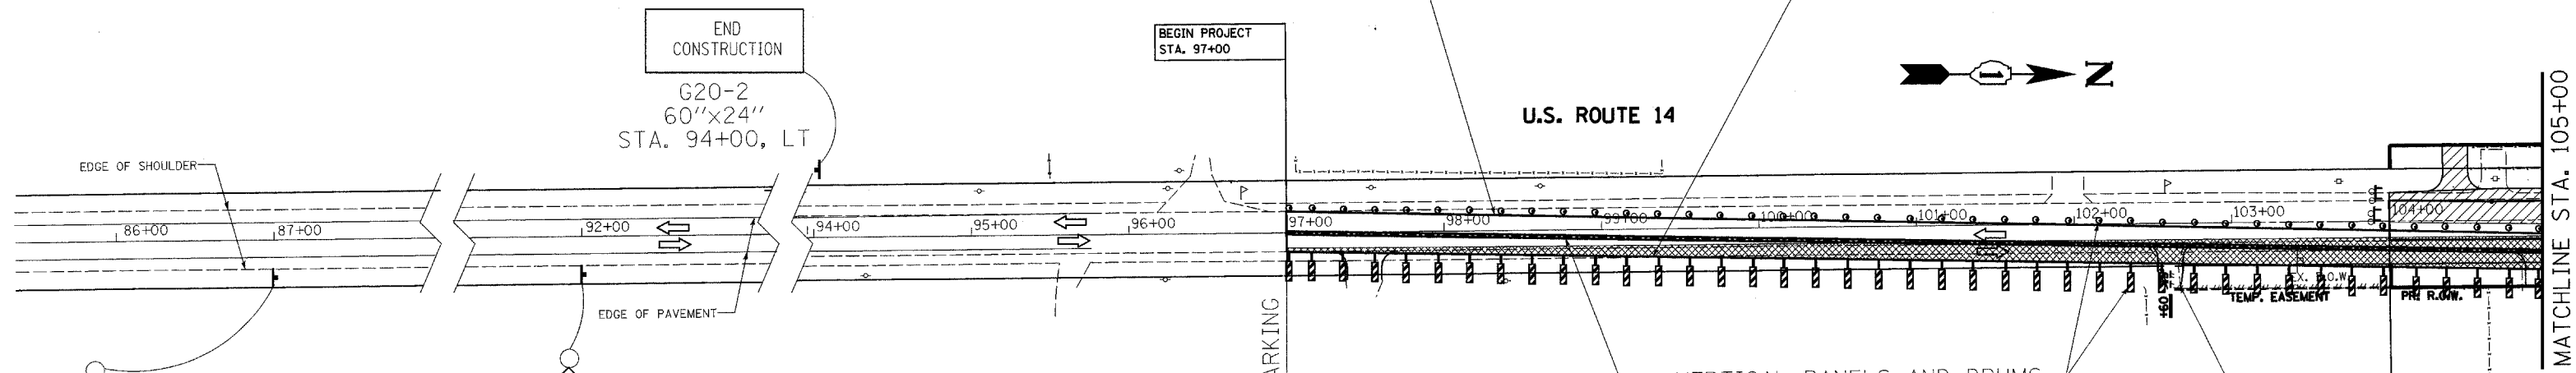 END
CONSTRUCTION
G20-2
60"x24"
STA. 94+00, LT
BEGIN PROJECT
STA. 97+00
U.S. ROUTE 14
N
MATCHLINE STA. 105+00
EDGE OF SHOULDER
86+00
87+00
92+00
94+00
95+00
96+00
97+00
98+00
99+00
100+00
101+00
102+00
103+00
104+00
EX. R.O.W.
+60
TEMP. EASEMENT
PR. R.O.W.
EDGE OF PAVEMENT
ARKING
VERTICAL PANELS AND DRUMS